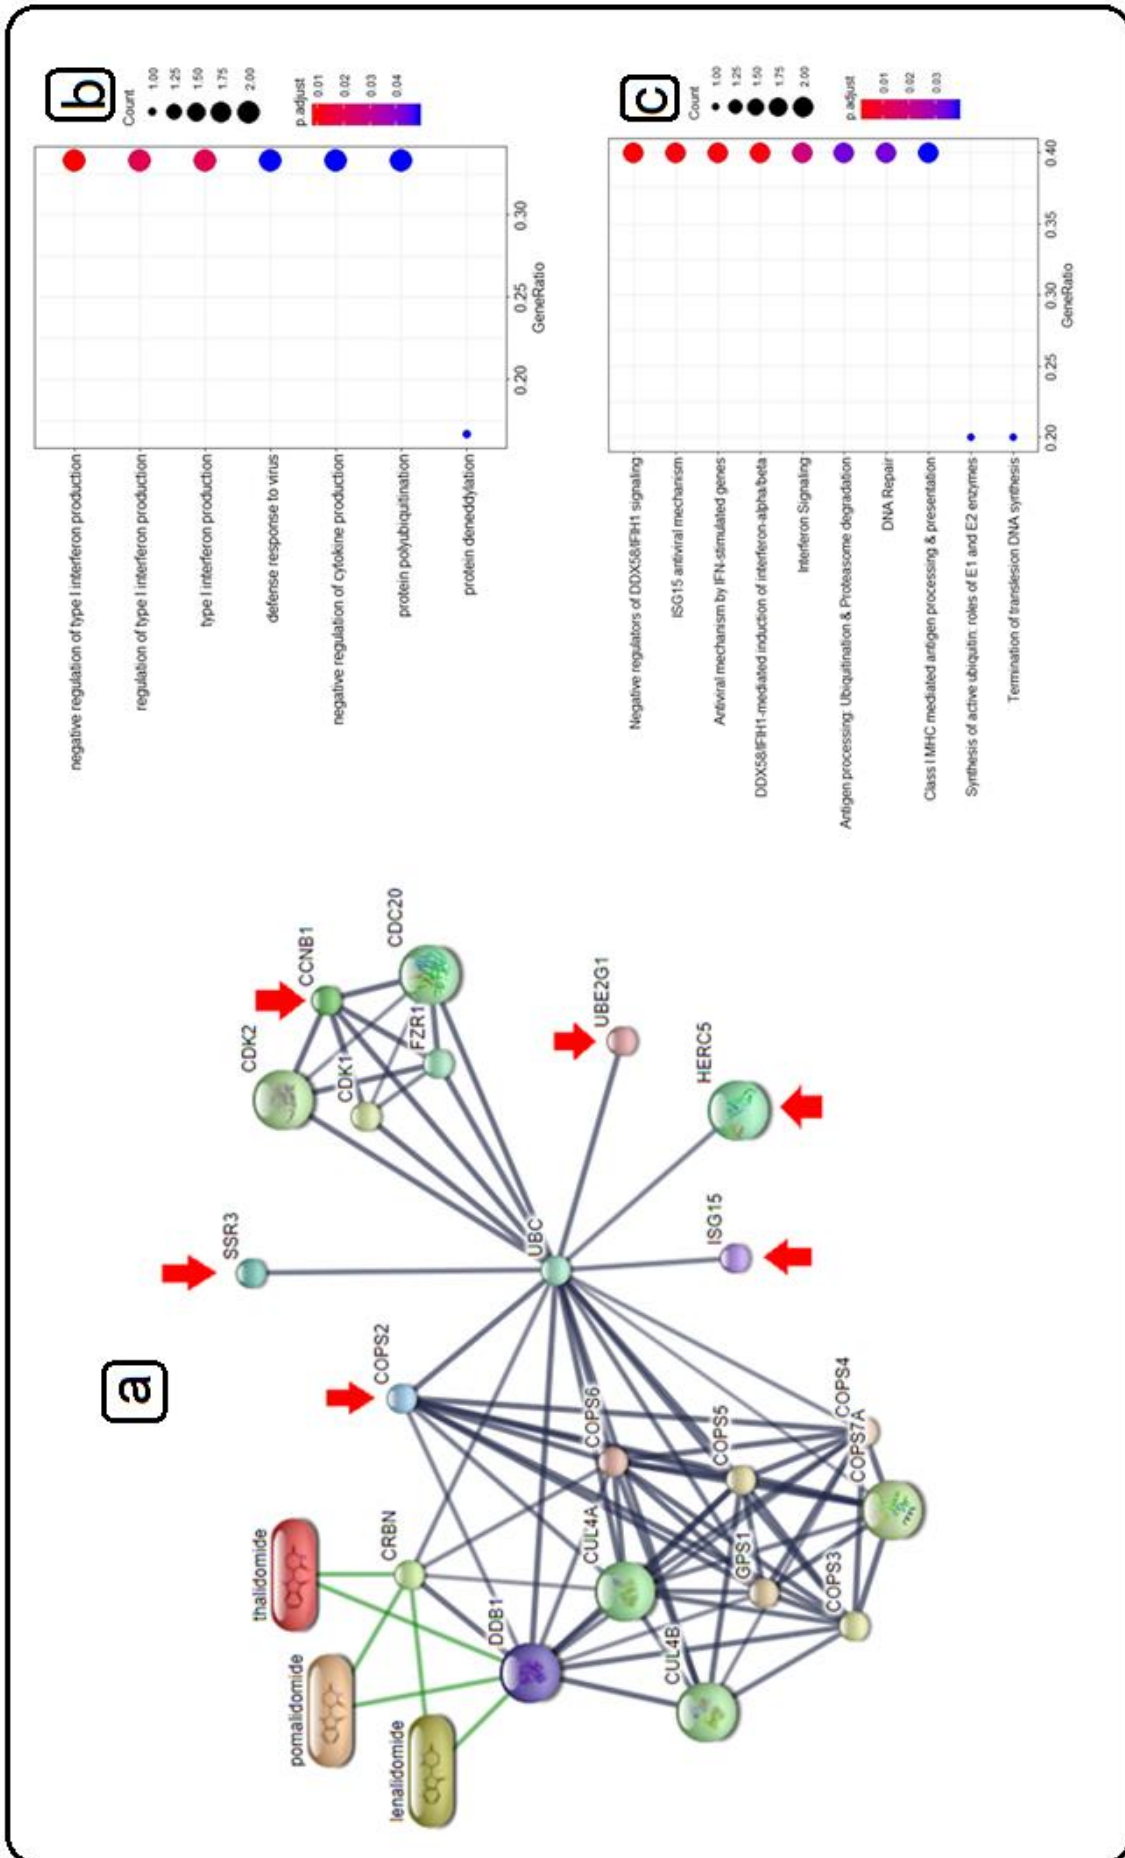 a
thalidomide
pomalidomide
lenalidomide
CRBN
DDB1
COPS2
SSR3
CDK2
CCNB1
CDK1
FZR1
CDC20
UBC
UBE2G1
HERC5
ISG15
COPS6
CUL4A
CUL4B
COPS5
GPS1
COPS3
COPS4
COPS7A
b
negative regulation of type I interferon production
regulation of type I interferon production
type I interferon production
defense response to virus
negative regulation of cytokine production
protein polyubiquitination
protein deneddylation
0.20
0.25
0.30
GeneRatio
Count
1.00
1.25
1.50
1.75
2.00
p.adjust
0.01
0.02
0.03
0.04
c
Negative regulators of DDX58/IFIH1 signaling
ISG15 antiviral mechanism
Antiviral mechanism by IFN-stimulated genes
DDX58/IFIH1-mediated induction of interferon-alpha/beta
Interferon Signaling
Antigen processing: Ubiquitination & Proteasome degradation
DNA Repair
Class I MHC mediated antigen processing & presentation
Synthesis of active ubiquitin: roles of E1 and E2 enzymes
Termination of translesion DNA synthesis
0.20
0.25
0.30
0.35
0.40
GeneRatio
Count
1.00
1.25
1.50
1.75
2.00
p.adjust
0.01
0.02
0.03